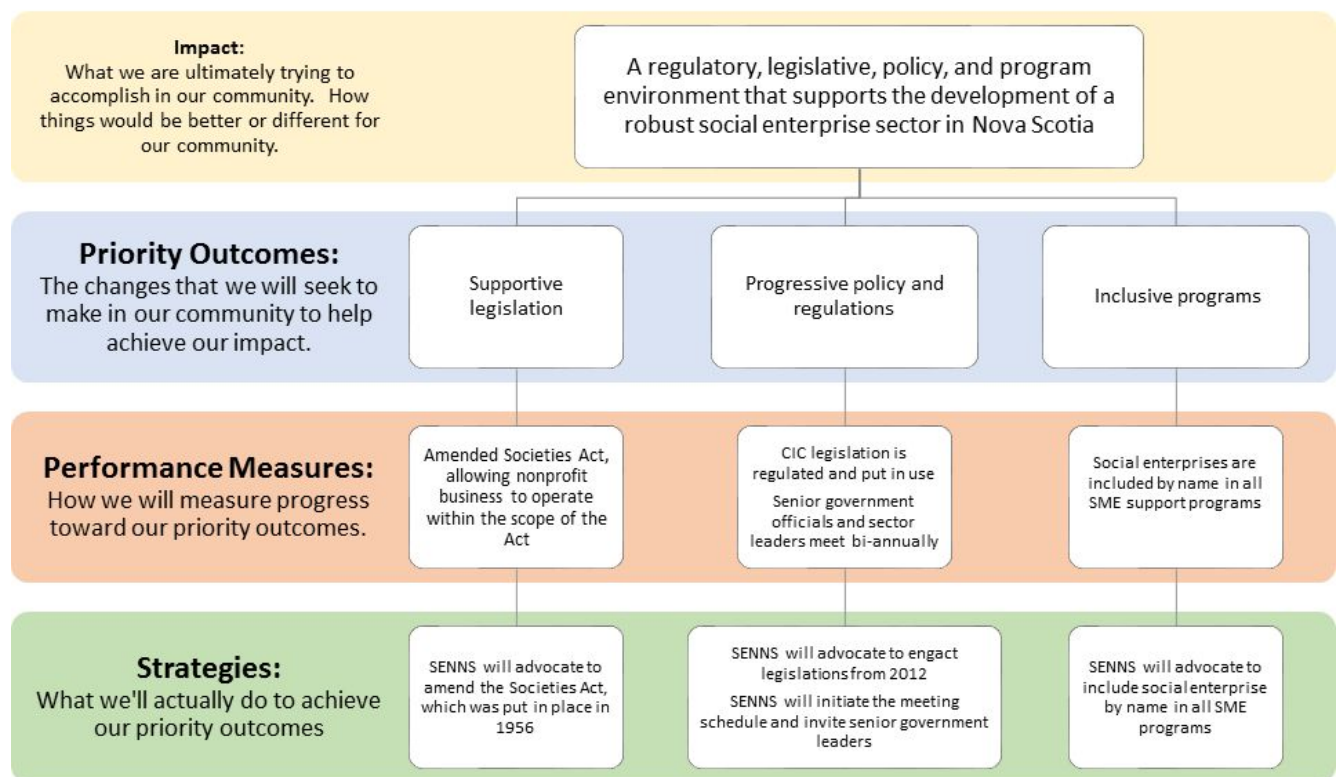 Impact:
What we are ultimately trying to
accomplish in our community. How
things would be better or different for
our community.
A regulatory, legislative, policy, and program
environment that supports the development of a
robust social enterprise sector in Nova Scotia
Priority Outcomes:
The changes that we will seek to
make in our community to help
achieve our impact.
Supportive
legislation
Progressive policy and
regulations
Inclusive programs
Performance Measures:
How we will measure progress
toward our priority outcomes.
Amended Societies Act,
allowing nonprofit
business to operate
within the scope of the
Act
CIC legislation is
regulated and put in use
Senior government
officials and sector
leaders meet bi-annually
Social enterprises are
included by name in all
SME support programs
Strategies:
What we'll actually do to achieve
our priority outcomes
SENNS will advocate to
amend the Societies Act,
which was put in place in
1956
SENNS will advocate to engact
legislations from 2012
SENNS will initiate the meeting
schedule and invite senior government
leaders
SENNS will advocate to
include social enterprise
by name in all SME
programs